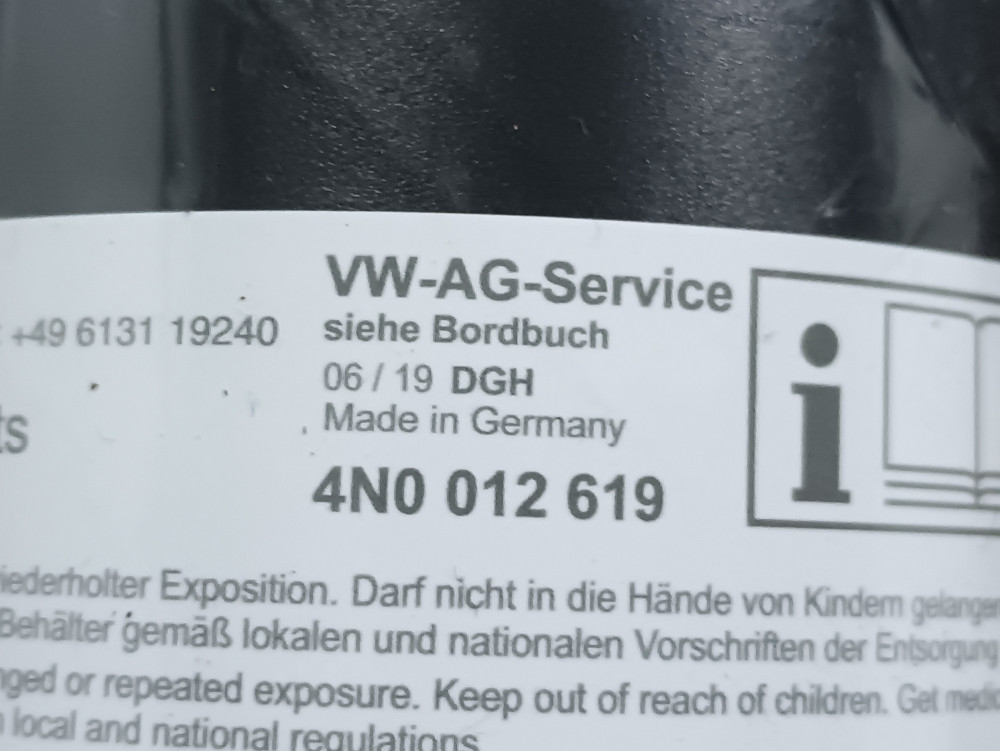 VW-AG-Service
+49 6131 19240 siehe Bordbuch
06 / 19 DGH
ts Made in Germany
4N0 012 619
iederholter Exposition. Darf nicht in die Hände von Kindern gelangen
Behälter gemäß lokalen und nationalen Vorschriften der Entsorgung
nged or repeated exposure. Keep out of reach of children. Get medic
n local and national regulations